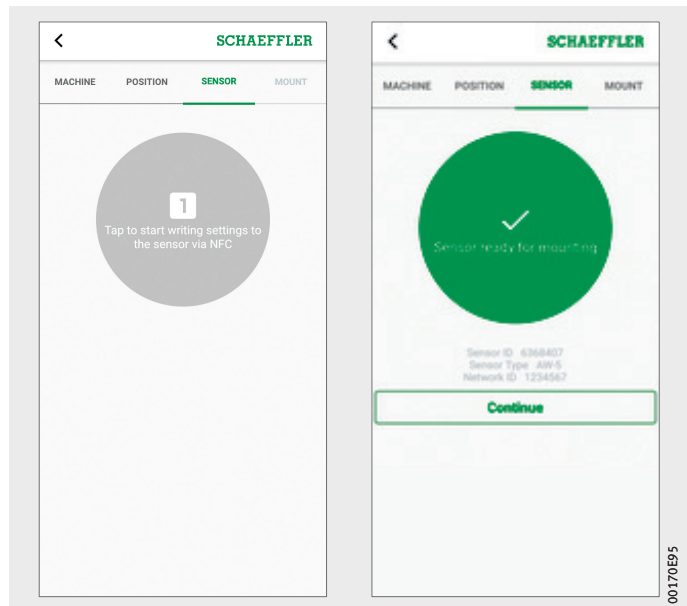 SCHAEFFLER
MACHINE POSITION SENSOR MOUNT
1
Tap to start writing settings to
the sensor via NFC
SCHAEFFLER
MACHINE POSITION SENSOR MOUNT
Sensor ready for mounting
Sensor ID 6368407
Sensor Type AW-5
Network ID 1234567
Continue
00170E95